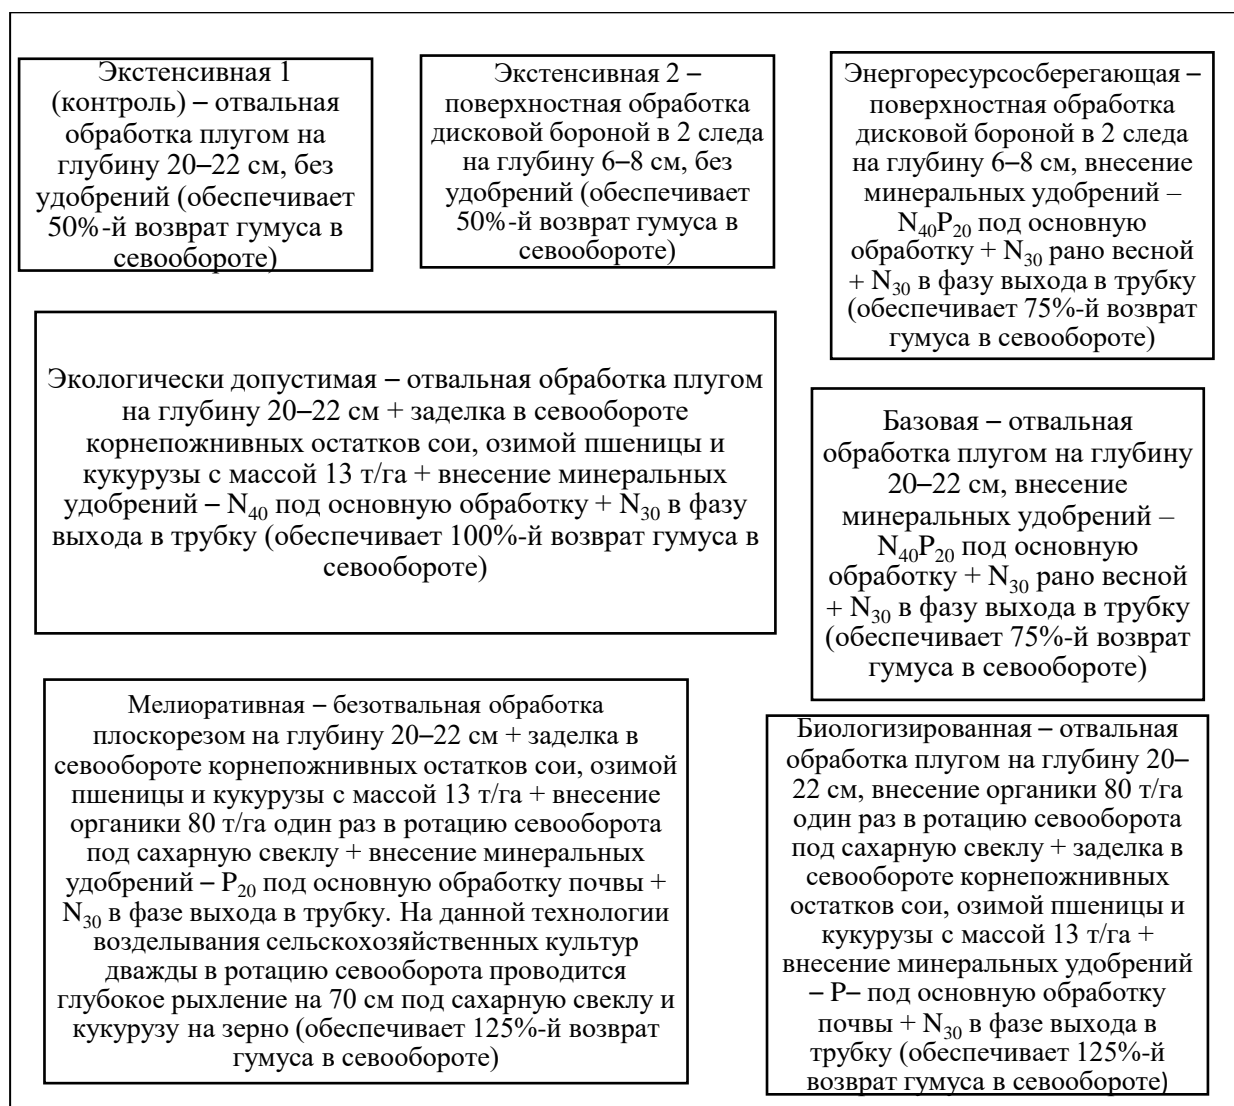 Экстенсивная 1
(контроль) – отвальная
обработка плугом на
глубину 20–22 см, без
удобрений (обеспечивает
50%-й возврат гумуса в
севообороте)
Экстенсивная 2 –
поверхностная обработка
дисковой бороной в 2 следа
на глубину 6–8 см, без
удобрений (обеспечивает
50%-й возврат гумуса в
севообороте)
Энергоресурсосберегающая –
поверхностная обработка
дисковой бороной в 2 следа
на глубину 6–8 см, внесение
минеральных удобрений –
N₄₀P₂₀ под основную
обработку + N₃₀ рано весной
+ N₃₀ в фазу выхода в трубку
(обеспечивает 75%-й возврат
гумуса в севообороте)
Экологически допустимая – отвальная обработка плугом
на глубину 20–22 см + заделка в севообороте
корнепожнивных остатков сои, озимой пшеницы и
кукурузы с массой 13 т/га + внесение минеральных
удобрений – N₄₀ под основную обработку + N₃₀ в фазу
выхода в трубку (обеспечивает 100%-й возврат гумуса в
севообороте)
Базовая – отвальная
обработка плугом на глубину
20–22 см, внесение
минеральных удобрений –
N₄₀P₂₀ под основную
обработку + N₃₀ рано весной
+ N₃₀ в фазу выхода в трубку
(обеспечивает 75%-й возврат
гумуса в севообороте)
Мелиоративная – безотвальная обработка
плоскорезом на глубину 20–22 см + заделка в
севообороте корнепожнивных остатков сои, озимой
пшеницы и кукурузы с массой 13 т/га + внесение
органики 80 т/га один раз в ротацию севооборота
под сахарную свеклу + внесение минеральных
удобрений – P₂₀ под основную обработку почвы +
N₃₀ в фазе выхода в трубку. На данной технологии
возделывания сельскохозяйственных культур
дважды в ротацию севооборота проводится
глубокое рыхление на 70 см под сахарную свеклу и
кукурузу на зерно (обеспечивает 125%-й возврат
гумуса в севообороте)
Биологизированная – отвальная
обработка плугом на глубину 20–
22 см, внесение органики 80 т/га
один раз в ротацию севооборота
под сахарную свеклу + заделка в
севообороте корнепожнивных
остатков сои, озимой пшеницы и
кукурузы с массой 13 т/га +
внесение минеральных удобрений
– P– под основную обработку
почвы + N₃₀ в фазе выхода в
трубку (обеспечивает 125%-й
возврат гумуса в севообороте)